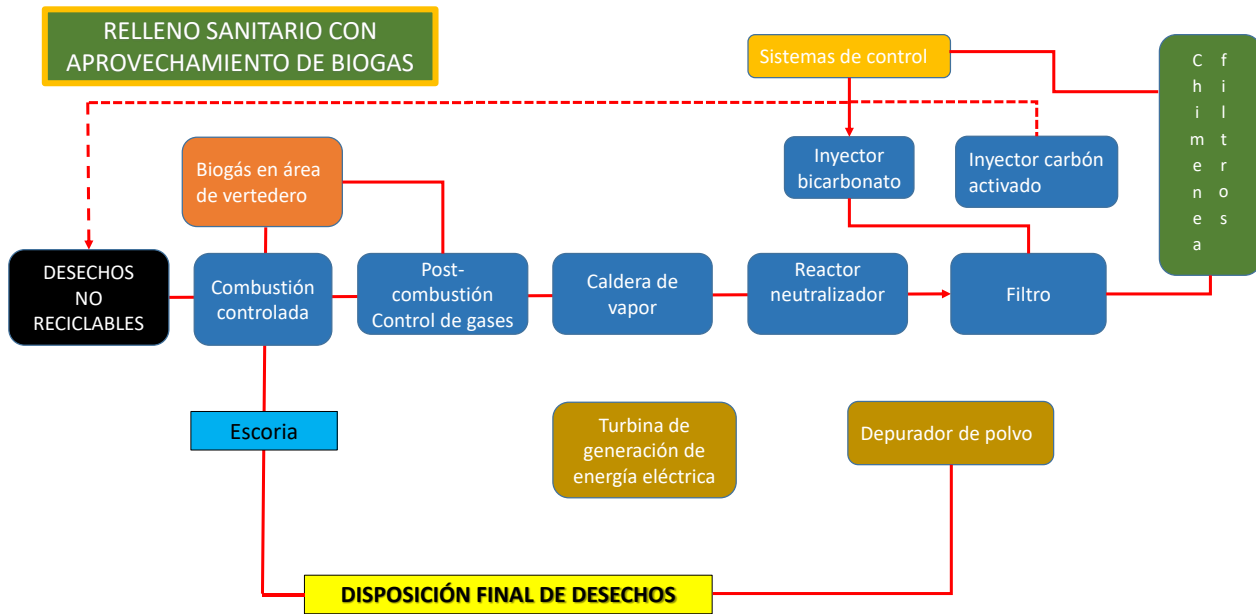 RELLENO SANITARIO CON
APROVECHAMIENTO DE BIOGAS
Sistemas de control
Chimenea
filtros
Biogás en área
de vertedero
Inyector
bicarbonato
Inyector carbón
activado
DESECHOS
NO
RECICLABLES
Combustión
controlada
Post-
combustión
Control de gases
Caldera de
vapor
Reactor
neutralizador
Filtro
Escoria
Turbina de
generación de
energía eléctrica
Depurador de polvo
DISPOSICIÓN FINAL DE DESECHOS